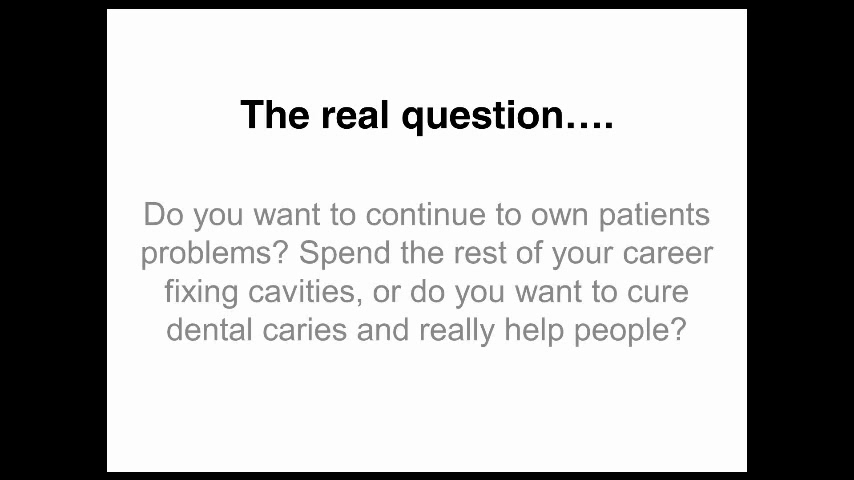 The real question….
Do you want to continue to own patients
problems? Spend the rest of your career
fixing cavities, or do you want to cure
dental caries and really help people?